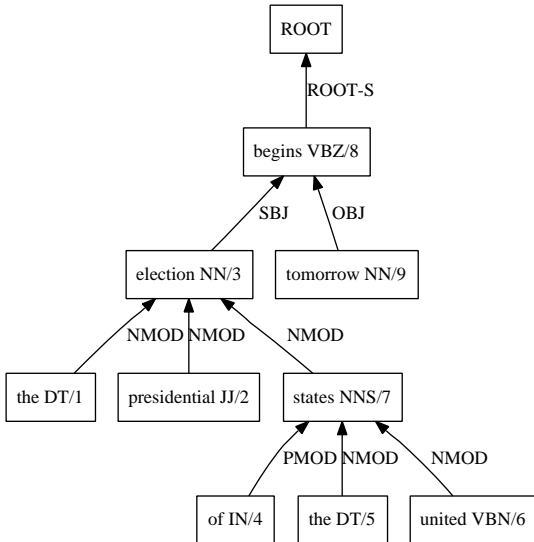 ROOT
ROOT-S
begins VBZ/8
SBJ OBJ
election NN/3 tomorrow NN/9
NMOD NMOD NMOD
the DT/1 presidential JJ/2 states NNS/7
PMOD NMOD NMOD
of IN/4 the DT/5 united VBN/6